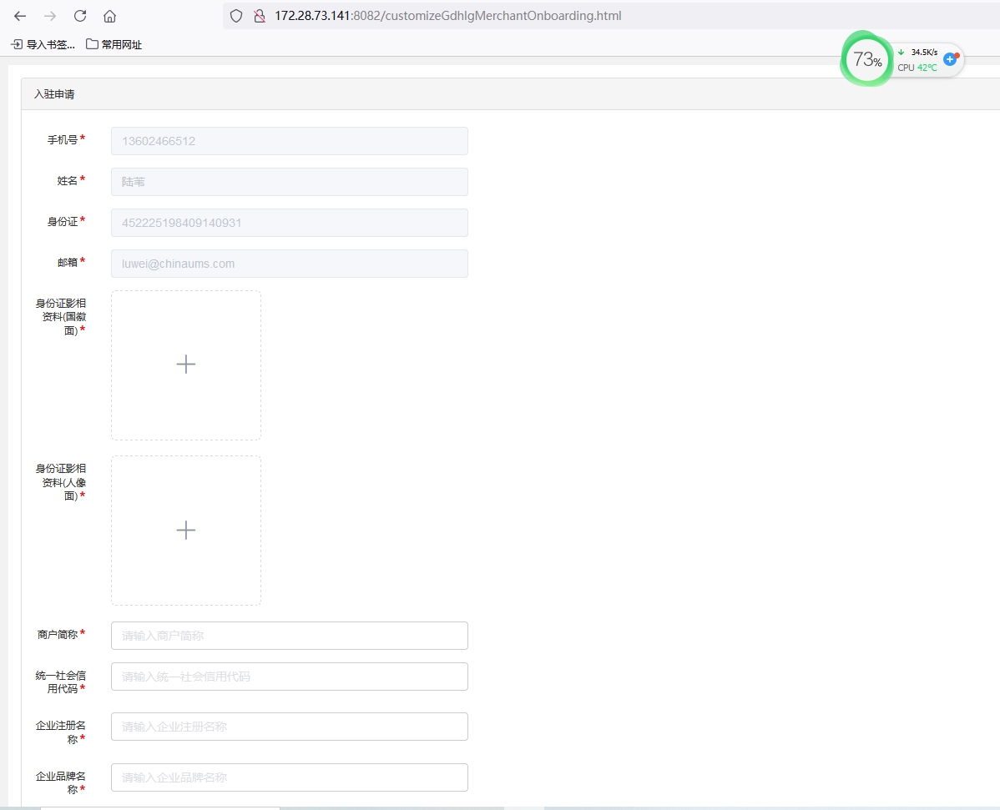 172.28.73.141:8082/customizeGdhlgMerchantOnboarding.html
导入书签... 常用网址
73%
34.5K/s
CPU 42℃
入驻申请
手机号*
13602466512
姓名*
陆苇
身份证*
452225198409140931
邮箱*
luwei@chinaums.com
身份证影相
资料(国徽
面)*
身份证影相
资料(人像
面)*
商户简称*
请输入商户简称
统一社会信
用代码*
请输入统一社会信用代码
企业注册名
称*
请输入企业注册名称
企业品牌名
称*
请输入企业品牌名称